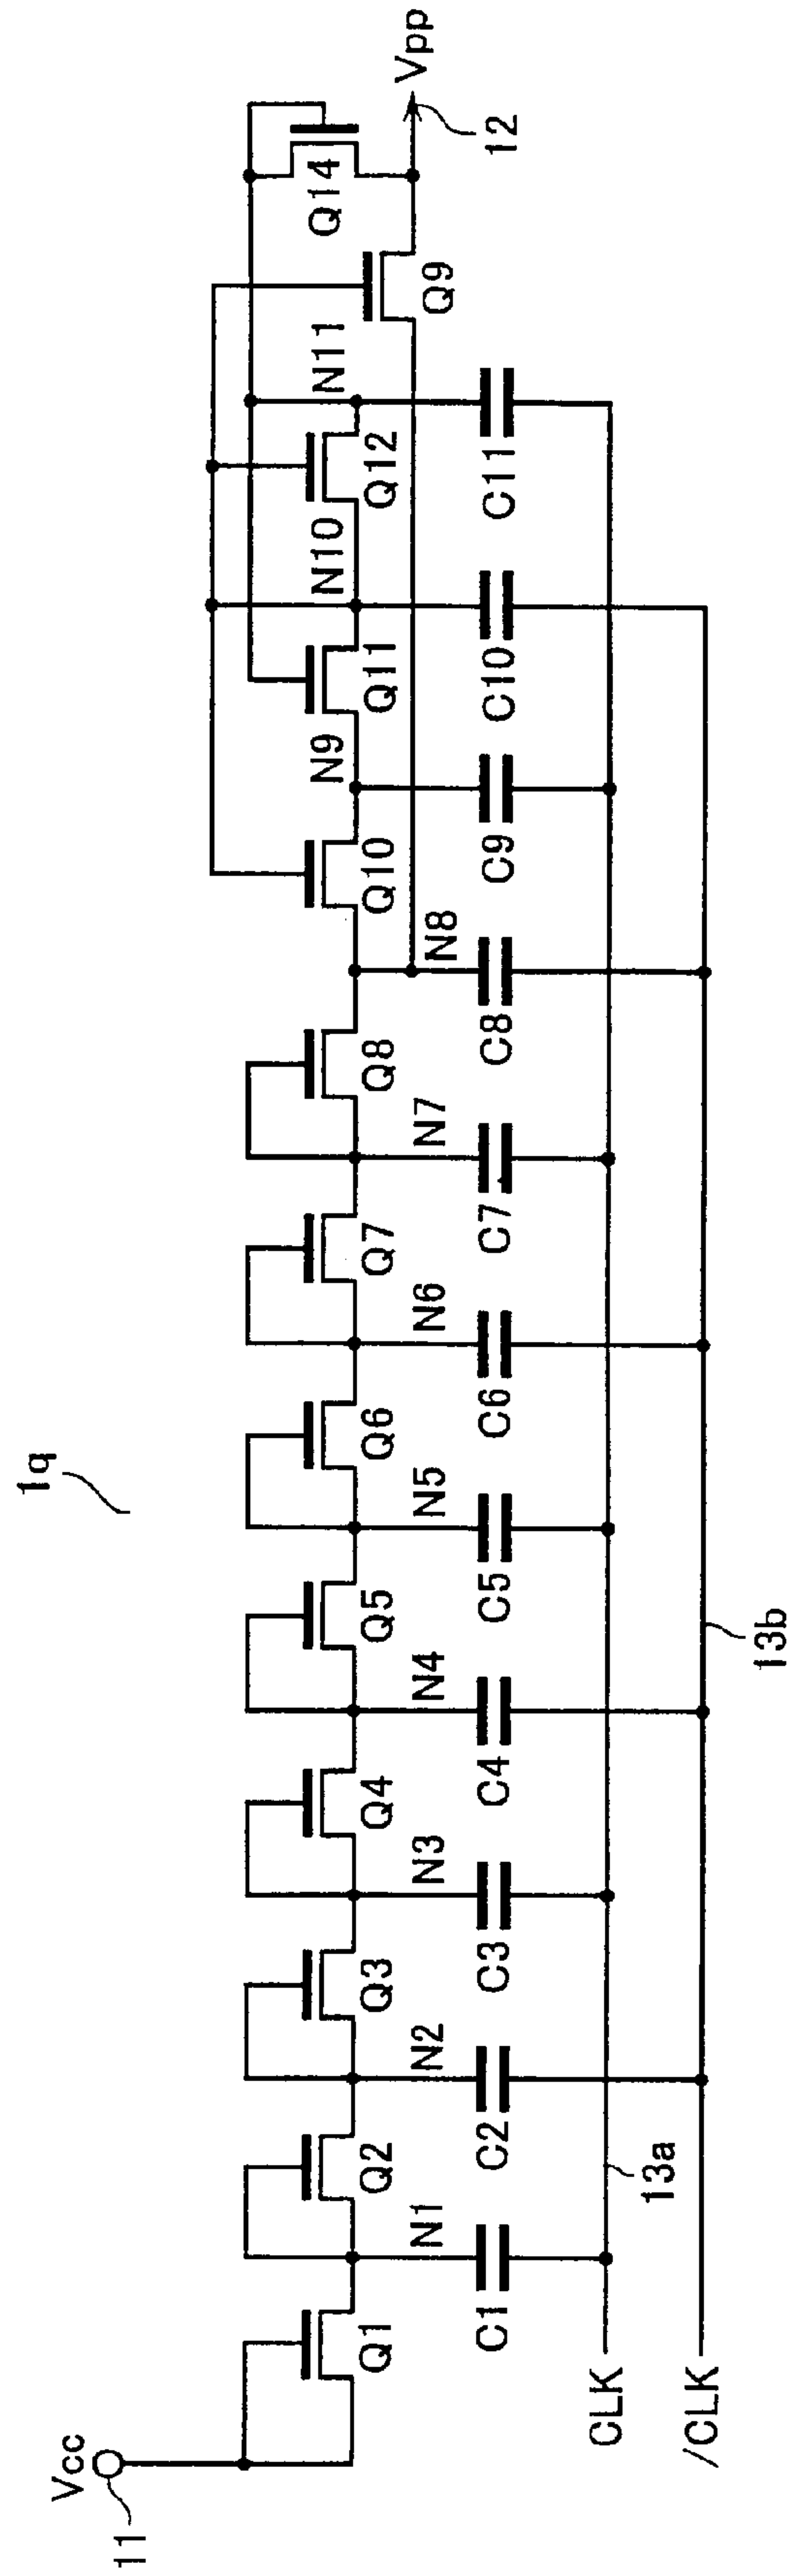 1q
Vcc
11
Q1
Q2
Q3
Q4
Q5
Q6
Q7
Q8
Q10
Q11
Q12
Q9
Q14
Vpp
12
N1
N2
N3
N4
N5
N6
N7
N8
N9
N10
N11
C1
C2
C3
C4
C5
C6
C7
C8
C9
C10
C11
CLK
13a
/CLK
13b